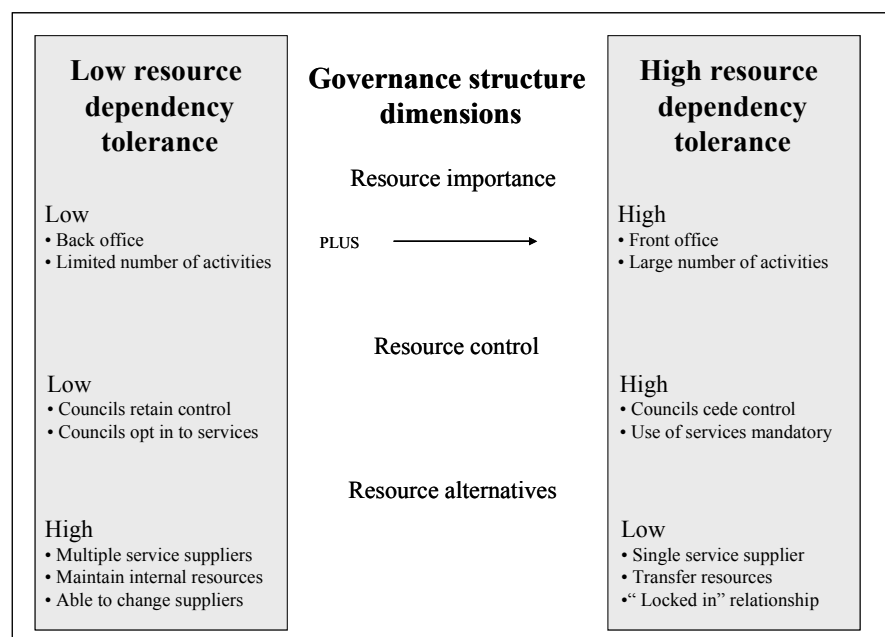 Low resource
dependency
tolerance
Low
• Back office
• Limited number of activities
Low
• Councils retain control
• Councils opt in to services
High
• Multiple service suppliers
• Maintain internal resources
• Able to change suppliers
Governance structure
dimensions
Resource importance
PLUS
Resource control
Resource alternatives
High resource
dependency
tolerance
High
• Front office
• Large number of activities
High
• Councils cede control
• Use of services mandatory
Low
• Single service supplier
• Transfer resources
•“ Locked in” relationship